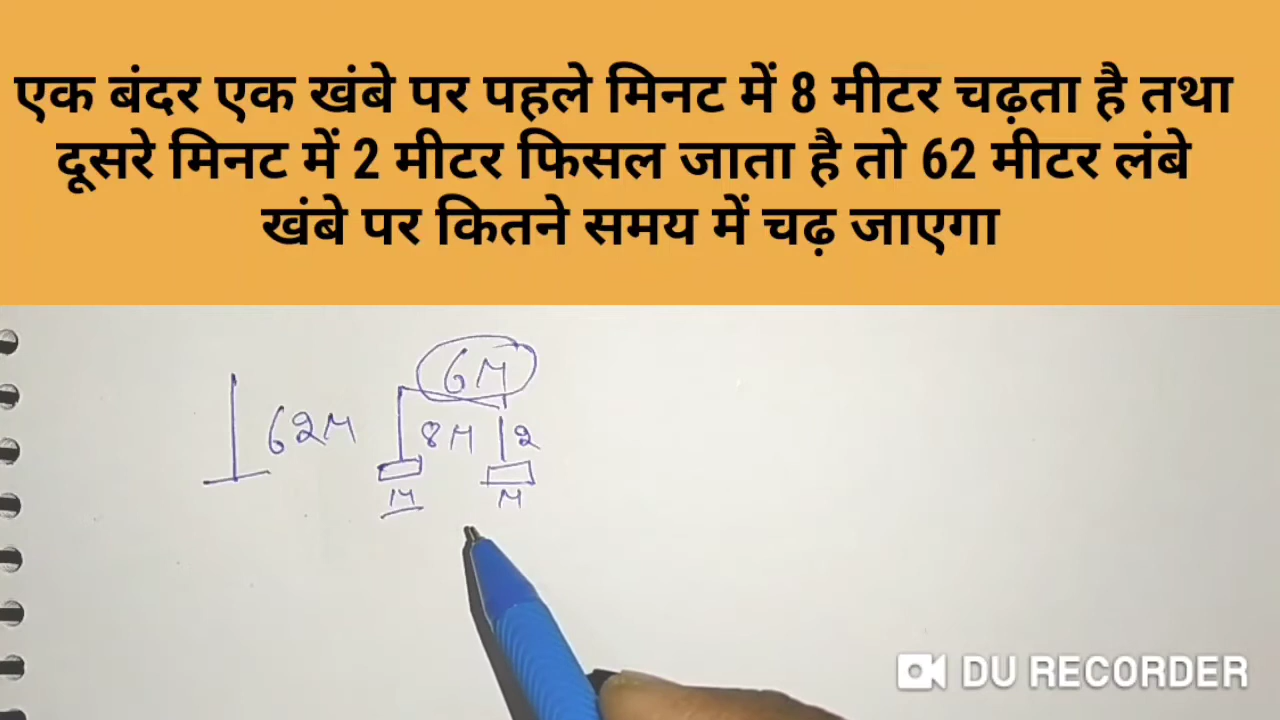 एक बंदर एक खंबे पर पहले मिनट में 8 मीटर चढ़ता है तथा
दूसरे मिनट में 2 मीटर फिसल जाता है तो 62 मीटर लंबे
खंबे पर कितने समय में चढ़ जाएगा
6M
62M 8M 2
M M
DU RECORDER